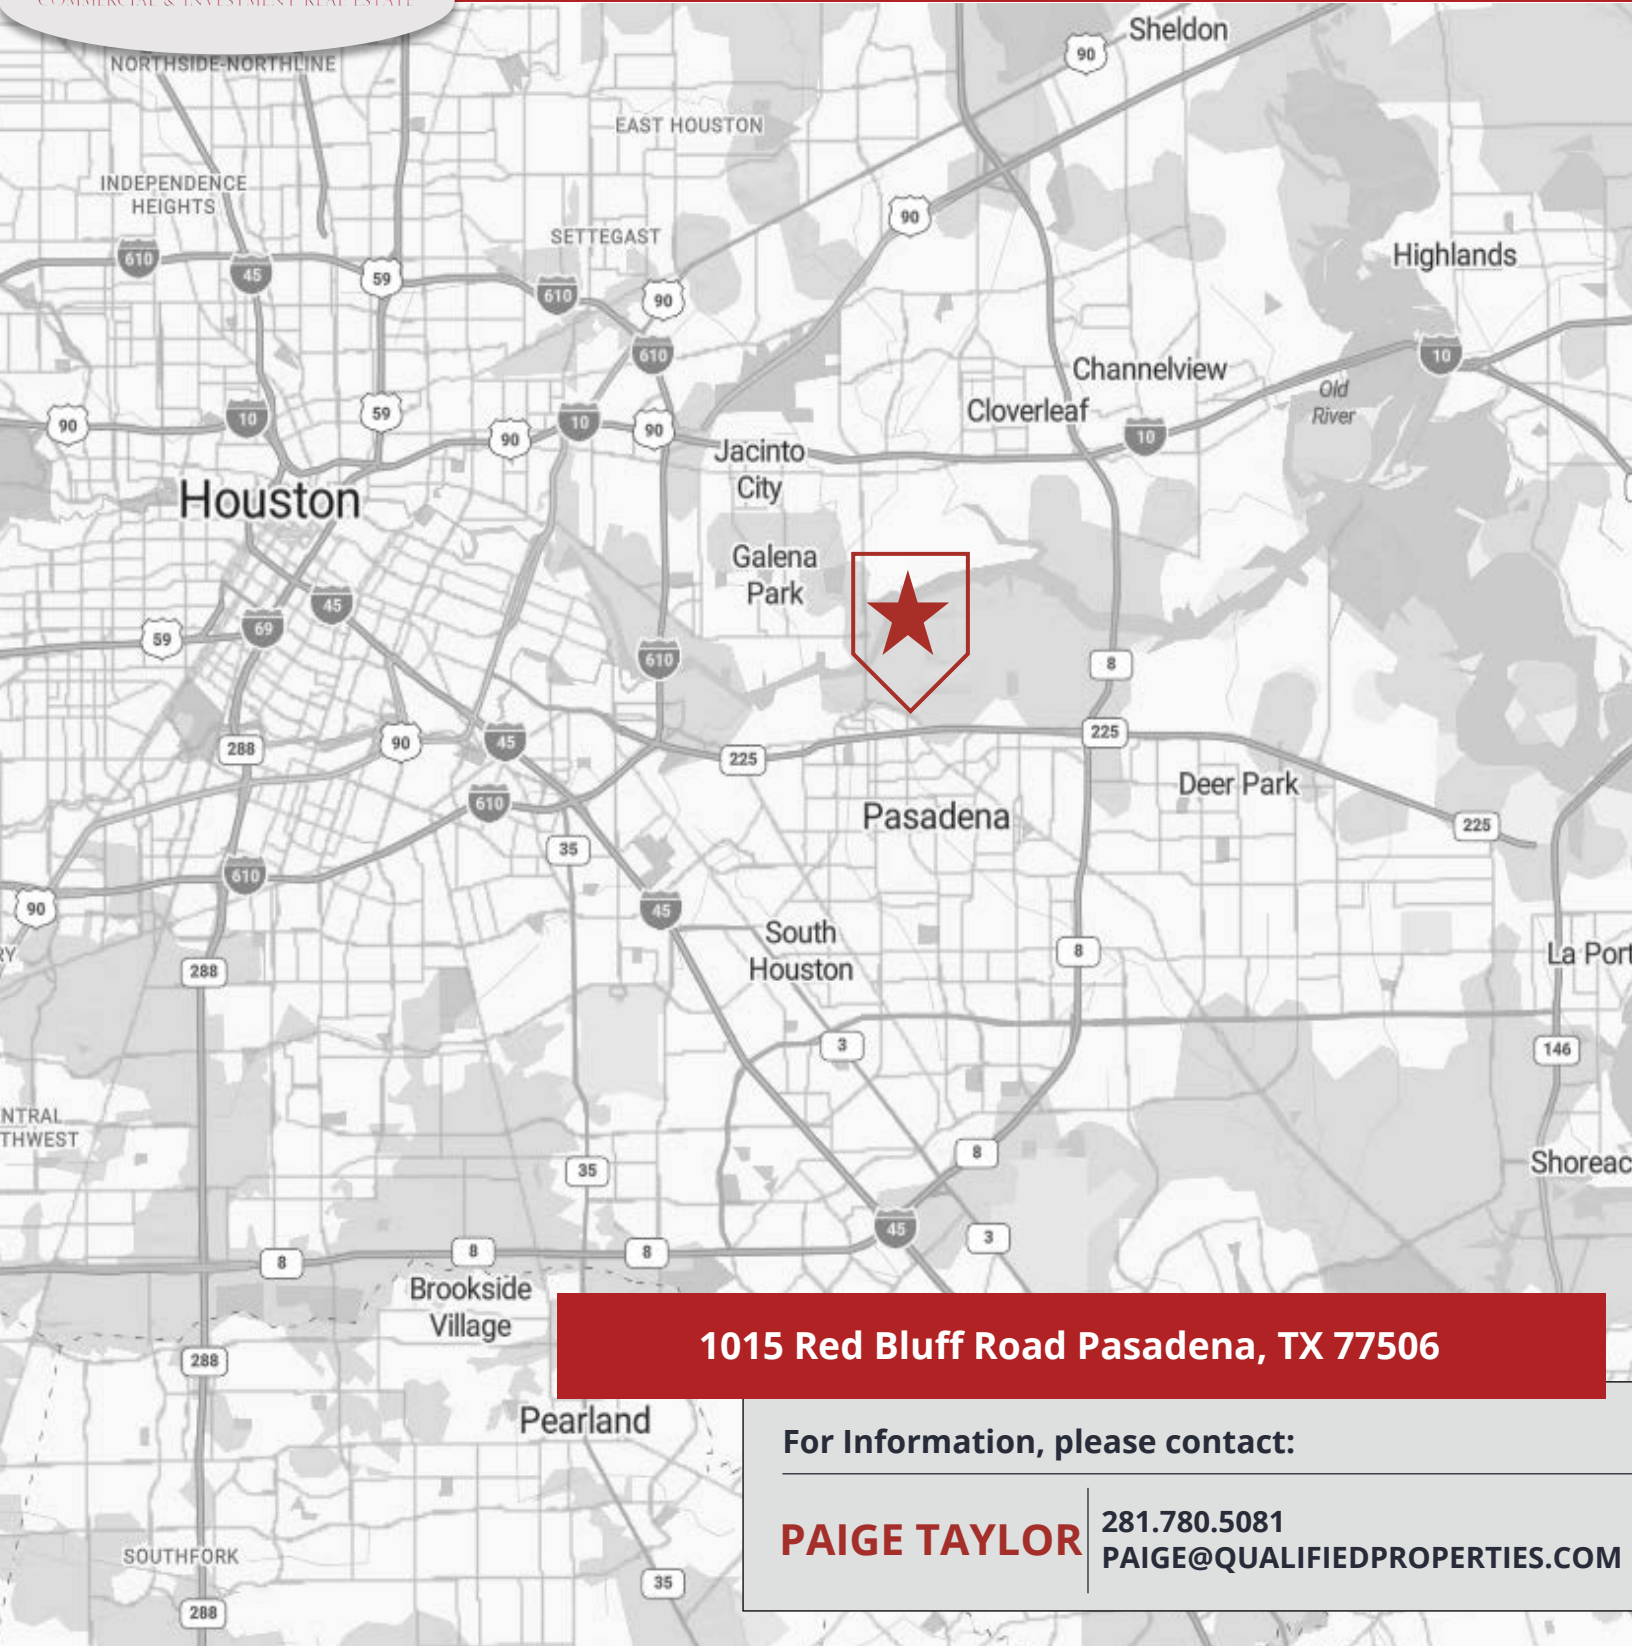 COMMERCIAL & INVESTMENT REAL ESTATE
Sheldon
90
NORTHSIDE-NORTHLINE
EAST HOUSTON
INDEPENDENCE
HEIGHTS
90
SETTEGAST
Highlands
610
45
59
610
90
610
10
Channelview
Old
River
Cloverleaf
90
10
59
90
10
90
10
Jacinto
City
Houston
Galena
Park
45
69
59
610
8
288
90
45
225
225
Deer Park
610
Pasadena
225
35
610
90
45
South
Houston
8
288
La Port
3
146
NTRAL
THWEST
35
8
Shoreac
45
3
8
8
8
Brookside
Village
1015 Red Bluff Road Pasadena, TX 77506
288
Pearland
For Information, please contact:
PAIGE TAYLOR
281.780.5081
PAIGE@QUALIFIEDPROPERTIES.COM
SOUTHFORK
35
288